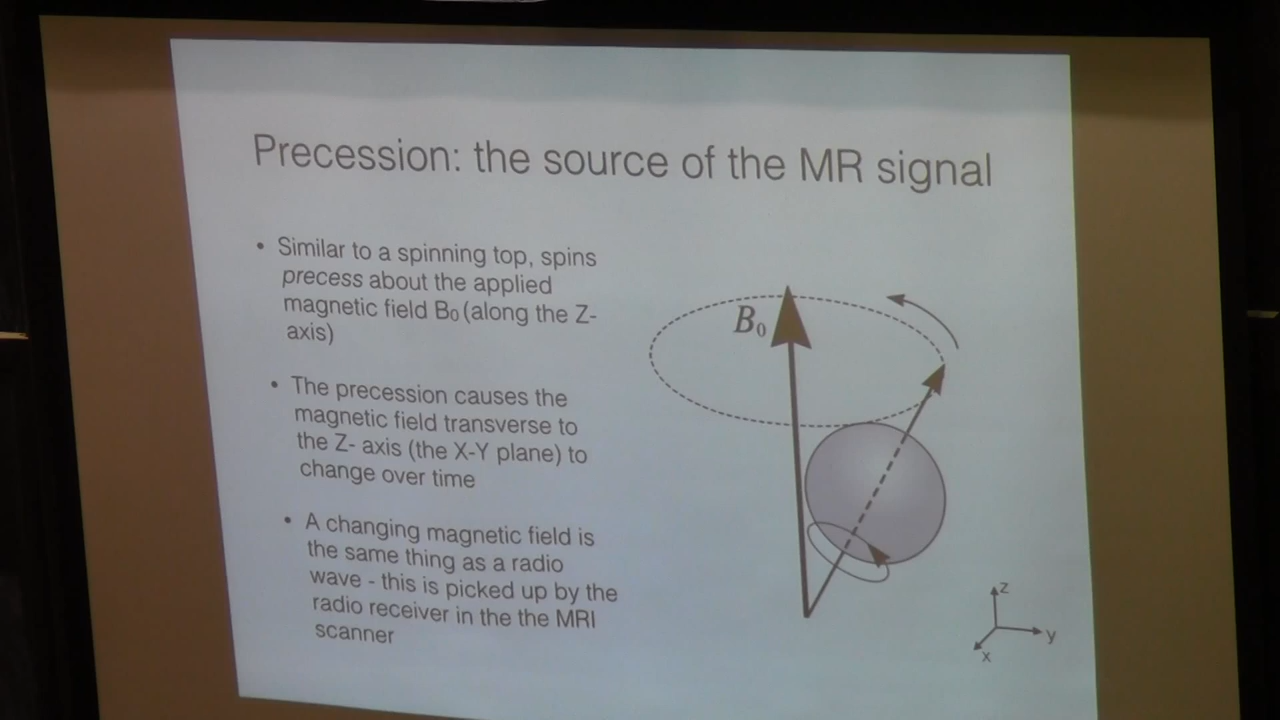 Precession: the source of the MR signal
• Similar to a spinning top, spins
precess about the applied
magnetic field B₀ (along the Z-
axis)
• The precession causes the
magnetic field transverse to
the Z- axis (the X-Y plane) to
change over time
• A changing magnetic field is
the same thing as a radio
wave - this is picked up by the
radio receiver in the the MRI
scanner
B₀
z
y
x